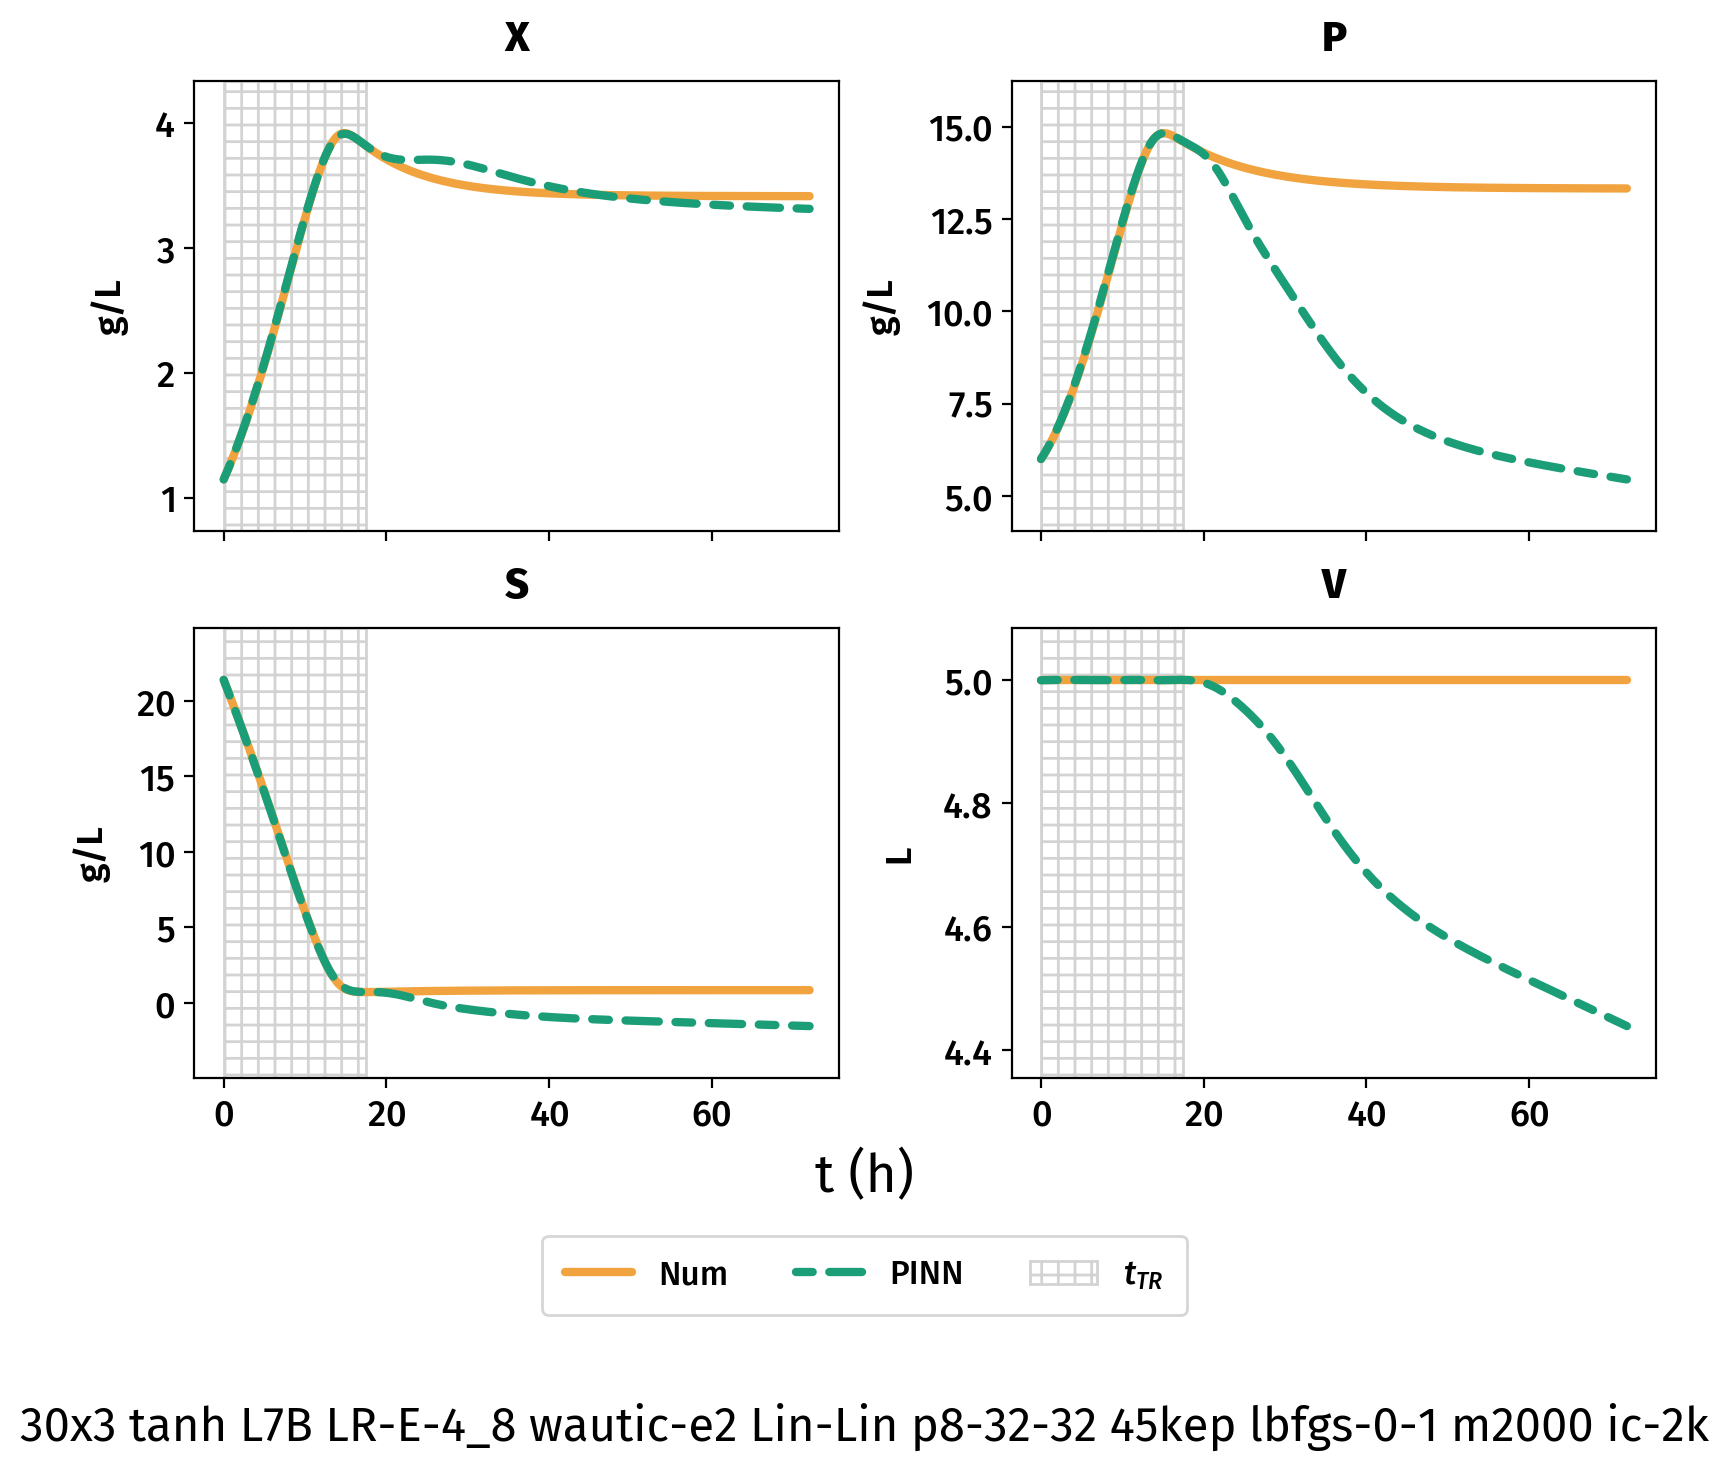 X
P
4
3
2
1
g/L
15.0
12.5
10.0
7.5
5.0
g/L
S
V
20
15
10
5
0
g/L
5.0
4.8
4.6
4.4
L
0 20 40 60
0 20 40 60
t (h)
Num PINN tTR
30x3 tanh L7B LR-E-4_8 wautic-e2 Lin-Lin p8-32-32 45kep lbfgs-0-1 m2000 ic-2k